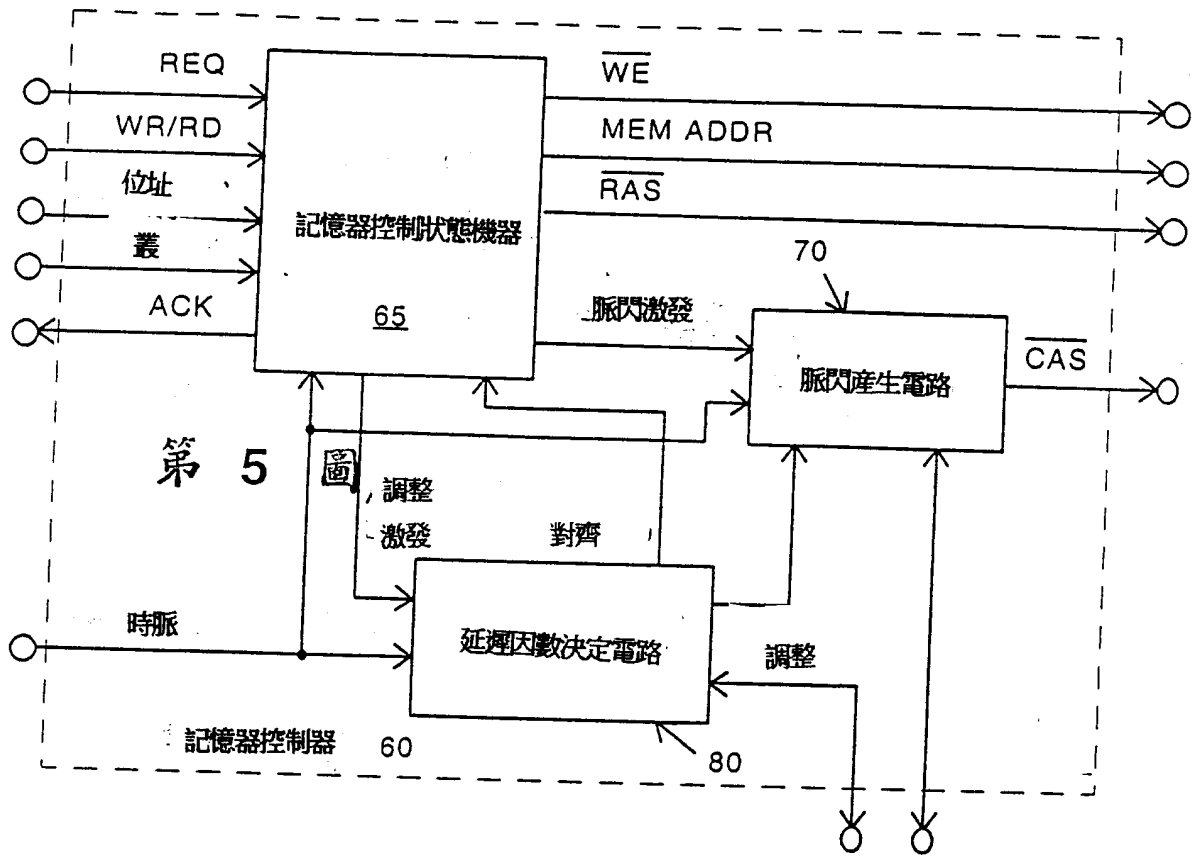 REQ
WR/RD
位址
叢
ACK
記憶器控制狀態機器
65
W̅E̅
MEM ADDR
R̅A̅S̅
70
脈閃激發
脈閃產生電路
C̅A̅S̅
第 5 圖
調整
激發
對齊
時脈
延遲因數決定電路
調整
80
記憶器控制器 60